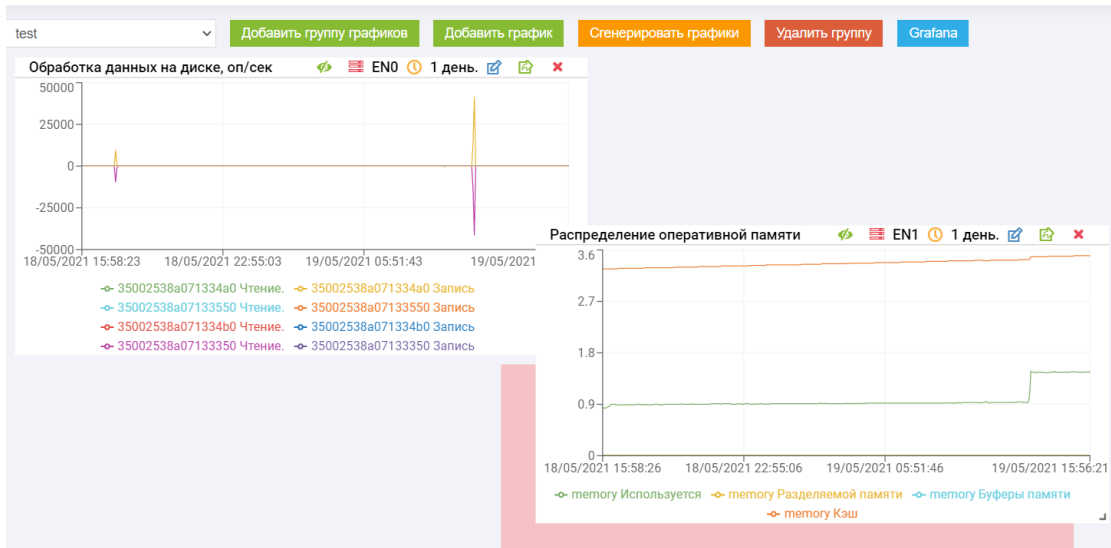 test Добавить группу графиков Добавить график Сгенерировать графики Удалить группу Grafana
Обработка данных на диске, оп/сек EN0 1 день.
50000
25000
0
-25000
-50000
18/05/2021 15:58:23 18/05/2021 22:55:03 19/05/2021 05:51:43 19/05/2021
35002538a071334a0 Чтение. 35002538a071334a0 Запись
35002538a07133550 Чтение. 35002538a07133550 Запись
35002538a071334b0 Чтение. 35002538a071334b0 Запись
35002538a07133350 Чтение. 35002538a07133350 Запись
Распределение оперативной памяти EN1 1 день.
3.6
2.7
1.8
0.9
0
18/05/2021 15:58:26 18/05/2021 22:55:06 19/05/2021 05:51:46 19/05/2021 15:56:21
memory Используется memory Разделяемой памяти memory Буферы памяти
memory Кэш